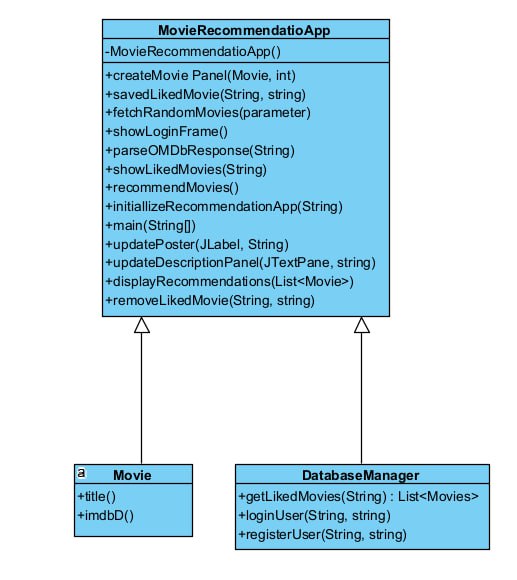 MovieRecommendatioApp
-MovieRecommendatioApp()
+createMovie Panel(Movie, int)
+savedLikedMovie(String, string)
+fetchRandomMovies(parameter)
+showLoginFrame()
+parseOMDbResponse(String)
+showLikedMovies(String)
+recommendMovies()
+initiallizeRecommendationApp(String)
+main(String[])
+updatePoster(JLabel, String)
+updateDescriptionPanel(JTextPane, string)
+displayRecommendations(List<Movie>)
+removeLikedMovie(String, string)
a
Movie
+title()
+imdbD()
DatabaseManager
+getLikedMovies(String) : List<Movies>
+loginUser(String, string)
+registerUser(String, string)